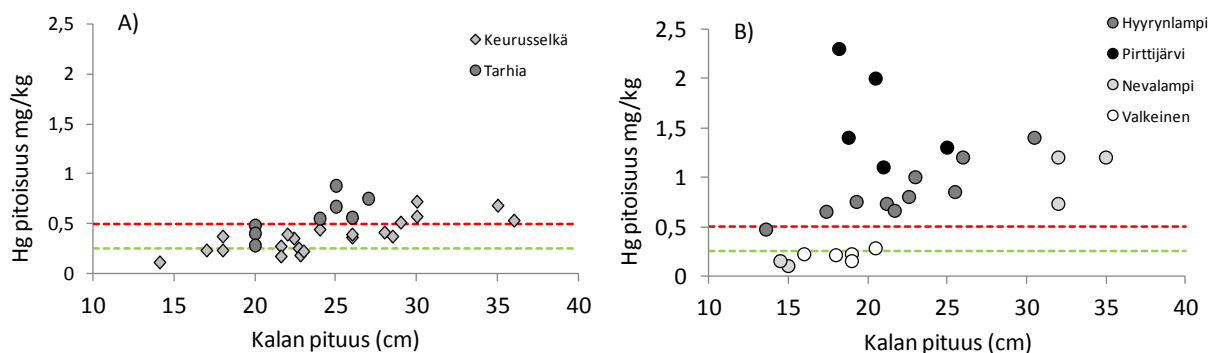 A)
Hg pitoisuus mg/kg
2,5
2
1,5
1
0,5
0
10 15 20 25 30 35 40
Kalan pituus (cm)
Keurusselkä
Tarhia
B)
Hg pitoisuus mg/kg
2,5
2
1,5
1
0,5
0
10 15 20 25 30 35 40
Kalan pituus (cm)
Hyyrynlampi
Pirttijärvi
Nevalampi
Valkeinen